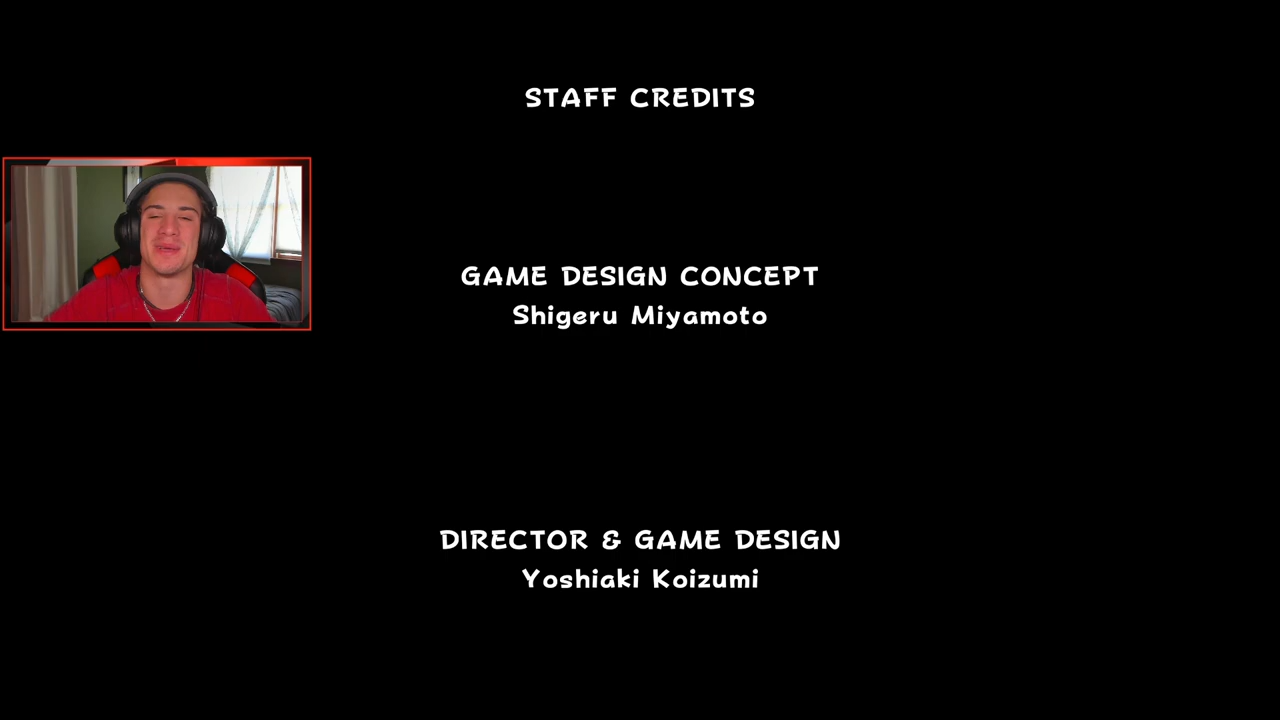 STAFF CREDITS
GAME DESIGN CONCEPT
Shigeru Miyamoto
DIRECTOR & GAME DESIGN
Yoshiaki Koizumi